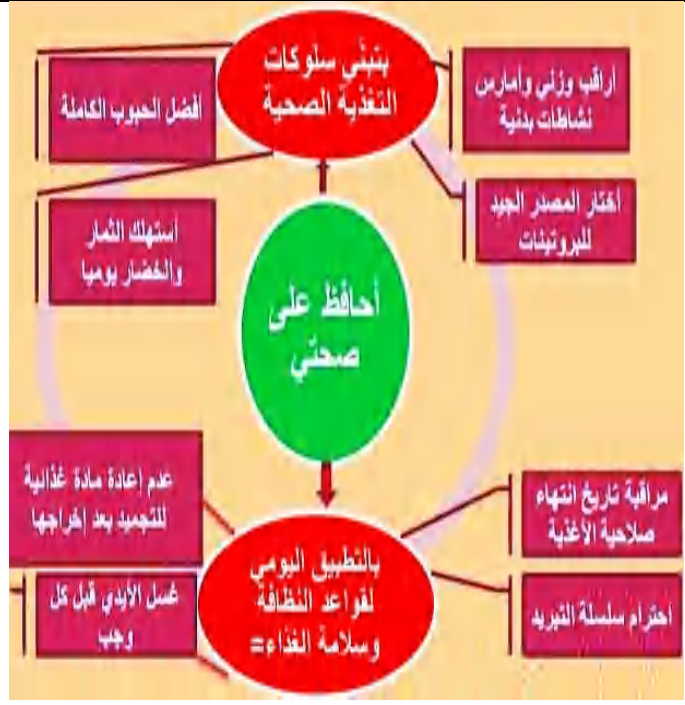 بتبنّي سلوكات
التغذية الصحية
أراقب وزني وأمارس
نشاطات بدنية
أفضل الحبوب الكاملة
أختار المصدر الجيد
للبروتينات
أستهلك الثمار
والخضار يوميا
أحافظ على
صحتي
عدم إعادة مادة غذائية
للتجميد بعد إخراجها
مراقبة تاريخ انتهاء
صلاحية الأغذية
بالتطبيق اليومي
لقواعد النظافة
وسلامة الغذاء=
غسل الأيدي قبل كل
وجب
احترام سلسلة التبريد